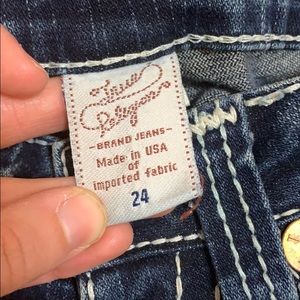 True
Religion
BRAND JEANS
Made in USA
of
imported fabric
24